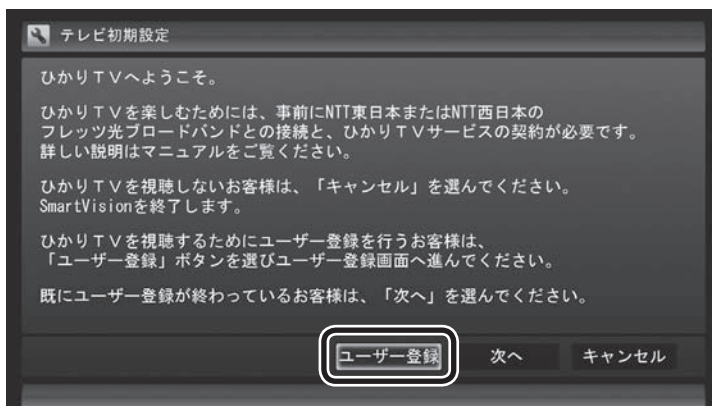 テレビ初期設定
ひかりＴＶへようこそ。
ひかりＴＶを楽しむためには、事前にNTT東日本またはNTT西日本の
フレッツ光ブロードバンドとの接続と、ひかりＴＶサービスの契約が必要です。
詳しい説明はマニュアルをご覧ください。
ひかりＴＶを視聴しないお客様は、「キャンセル」を選んでください。
SmartVisionを終了します。
ひかりＴＶを視聴するためにユーザー登録を行うお客様は、
「ユーザー登録」ボタンを選びユーザー登録画面へ進んでください。
既にユーザー登録が終わっているお客様は、「次へ」を選んでください。
ユーザー登録 次へ キャンセル